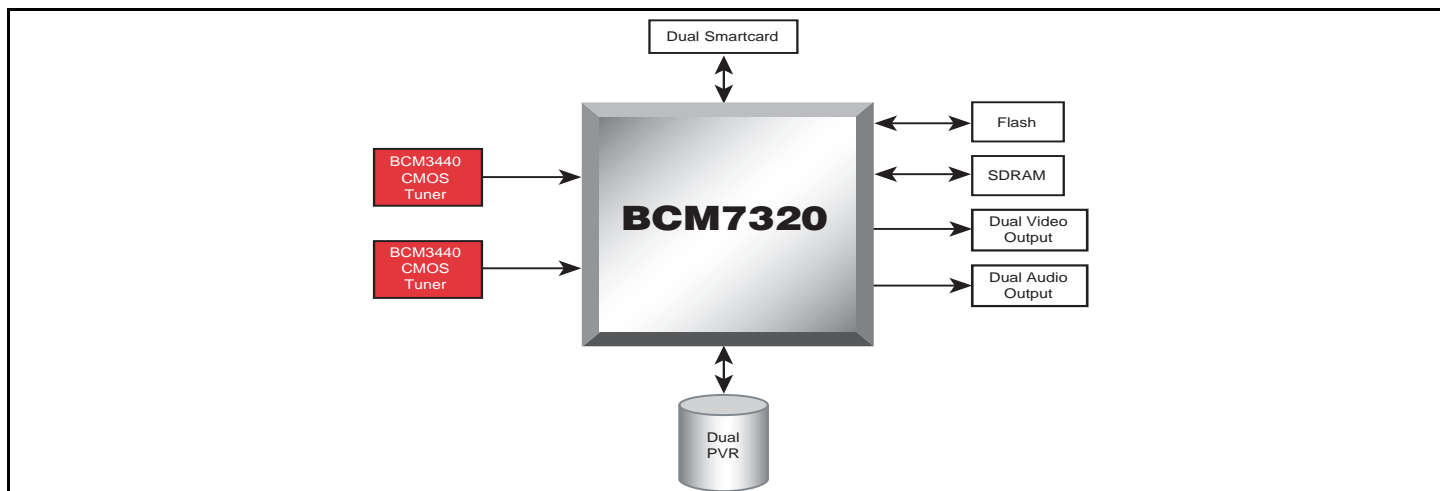 Dual Smartcard
BCM3440
CMOS
Tuner
BCM3440
CMOS
Tuner
BCM7320
Flash
SDRAM
Dual Video
Output
Dual Audio
Output
Dual
PVR